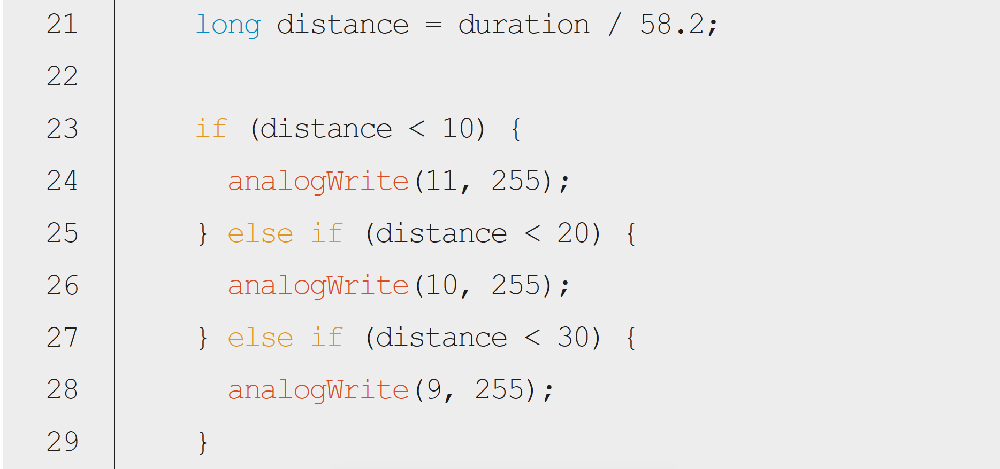 21 long distance = duration / 58.2;
22
23 if (distance < 10) {
24 analogWrite(11, 255);
25 } else if (distance < 20) {
26 analogWrite(10, 255);
27 } else if (distance < 30) {
28 analogWrite(9, 255);
29 }